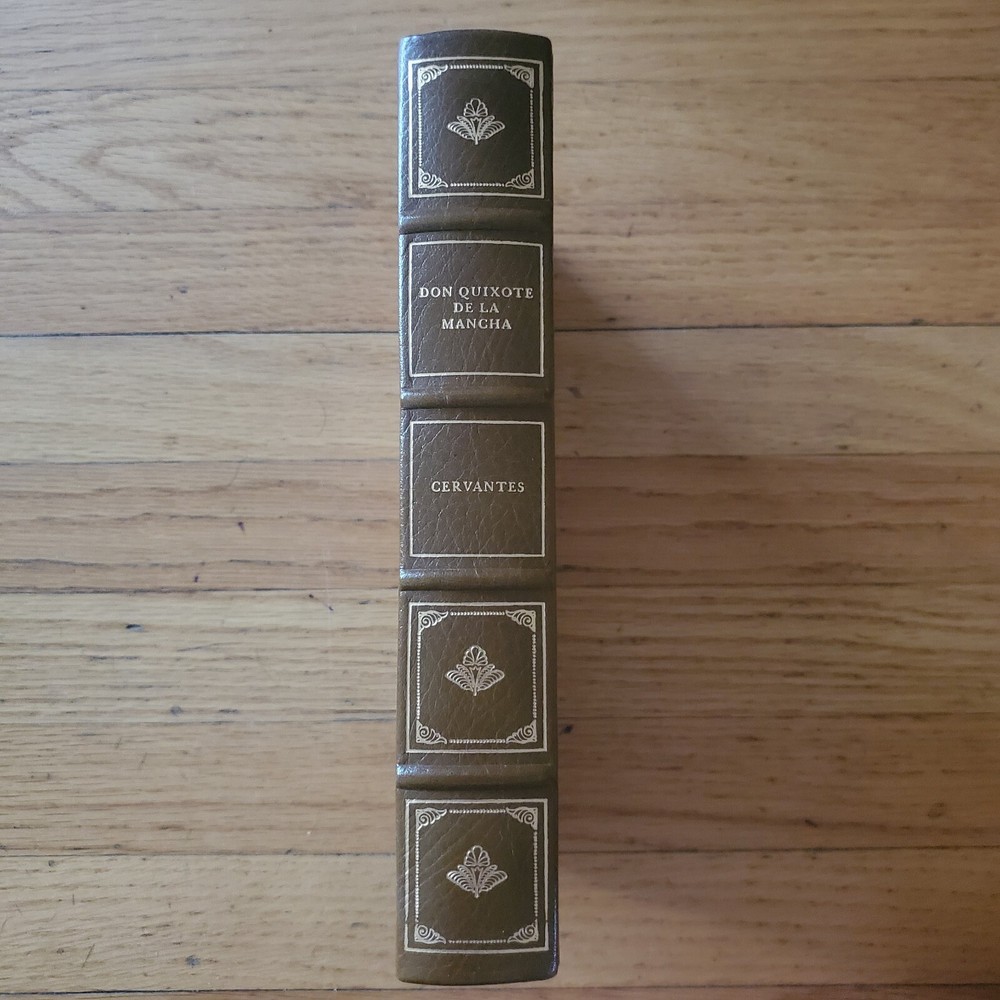 DON QUIXOTE
DE LA
MANCHA
CERVANTES